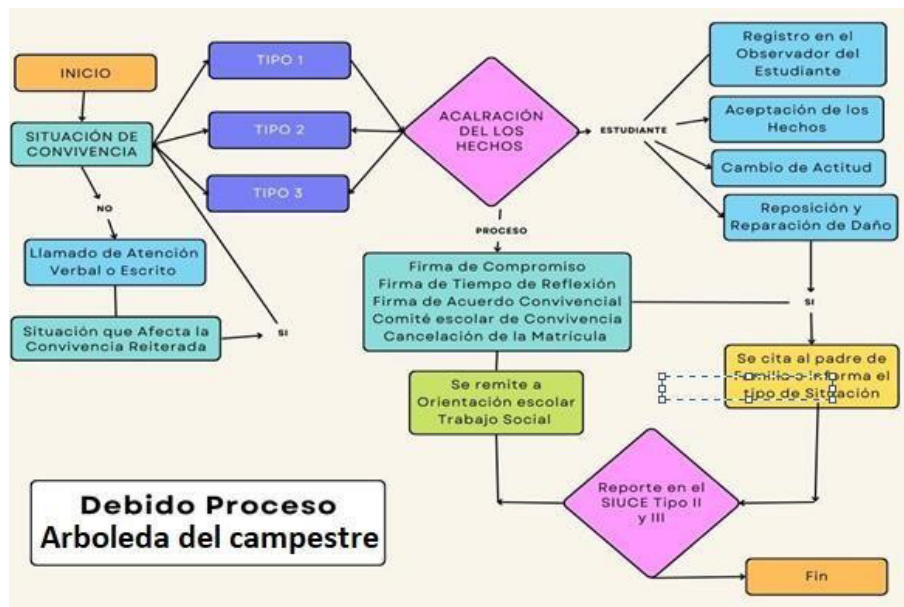 INICIO
SITUACIÓN DE
CONVIVENCIA
NO
Llamado de Atención
Verbal o Escrito
Situación que Afecta la
Convivencia Reiterada
SI
TIPO 1
TIPO 2
TIPO 3
ACALRACIÓN
DEL LOS
HECHOS
ESTUDIANTE
Registro en el
Observador del
Estudiante
Aceptación de los
Hechos
Cambio de Actitud
Reposición y
Reparación de Daño
PROCESO
Firma de Compromiso
Firma de Tiempo de Reflexión
Firma de Acuerdo Convivencial
Comité escolar de Convivencia
Cancelación de la Matrícula
SI
Se cita al padre de
Familia o Informa el
tipo de Situación
Se remite a
Orientación escolar
Trabajo Social
Reporte en el
SIUCE Tipo II
y III
Fin
Debido Proceso
Arboleda del campestre